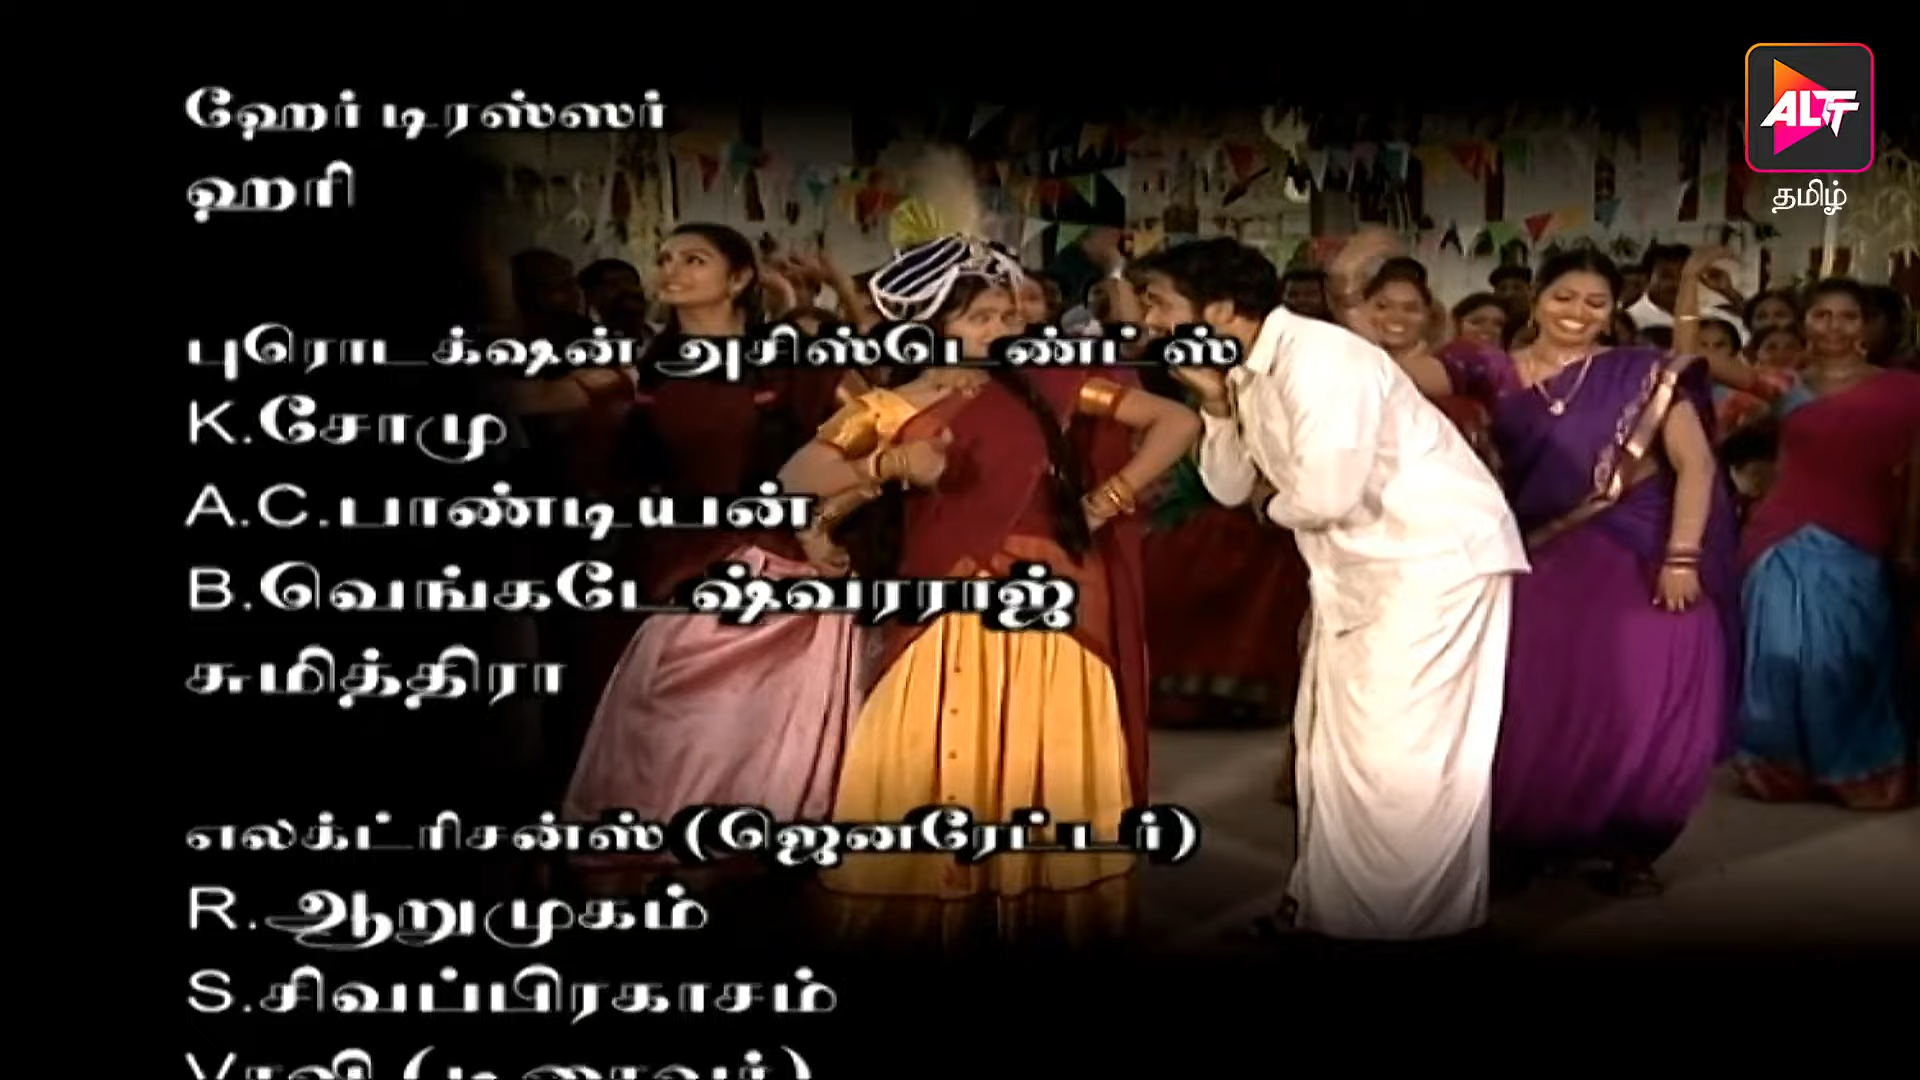 ஹேர் டிரஸ்ஸர்
ஹரி
புரொடக்ஷன் அசிஸ்டெண்ட்ஸ்
K.சோமு
A.C.பாண்டியன்
B.வெங்கடேஷ்வரராஜ்
சுமித்திரா
எலக்ட்ரிசன்ஸ் (ஜெனரேட்டர்)
R.ஆறுமுகம்
S.சிவப்பிரகாசம்
ALTT
தமிழ்